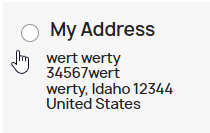 My Address
wert werty
34567wert
werty, Idaho 12344
United States